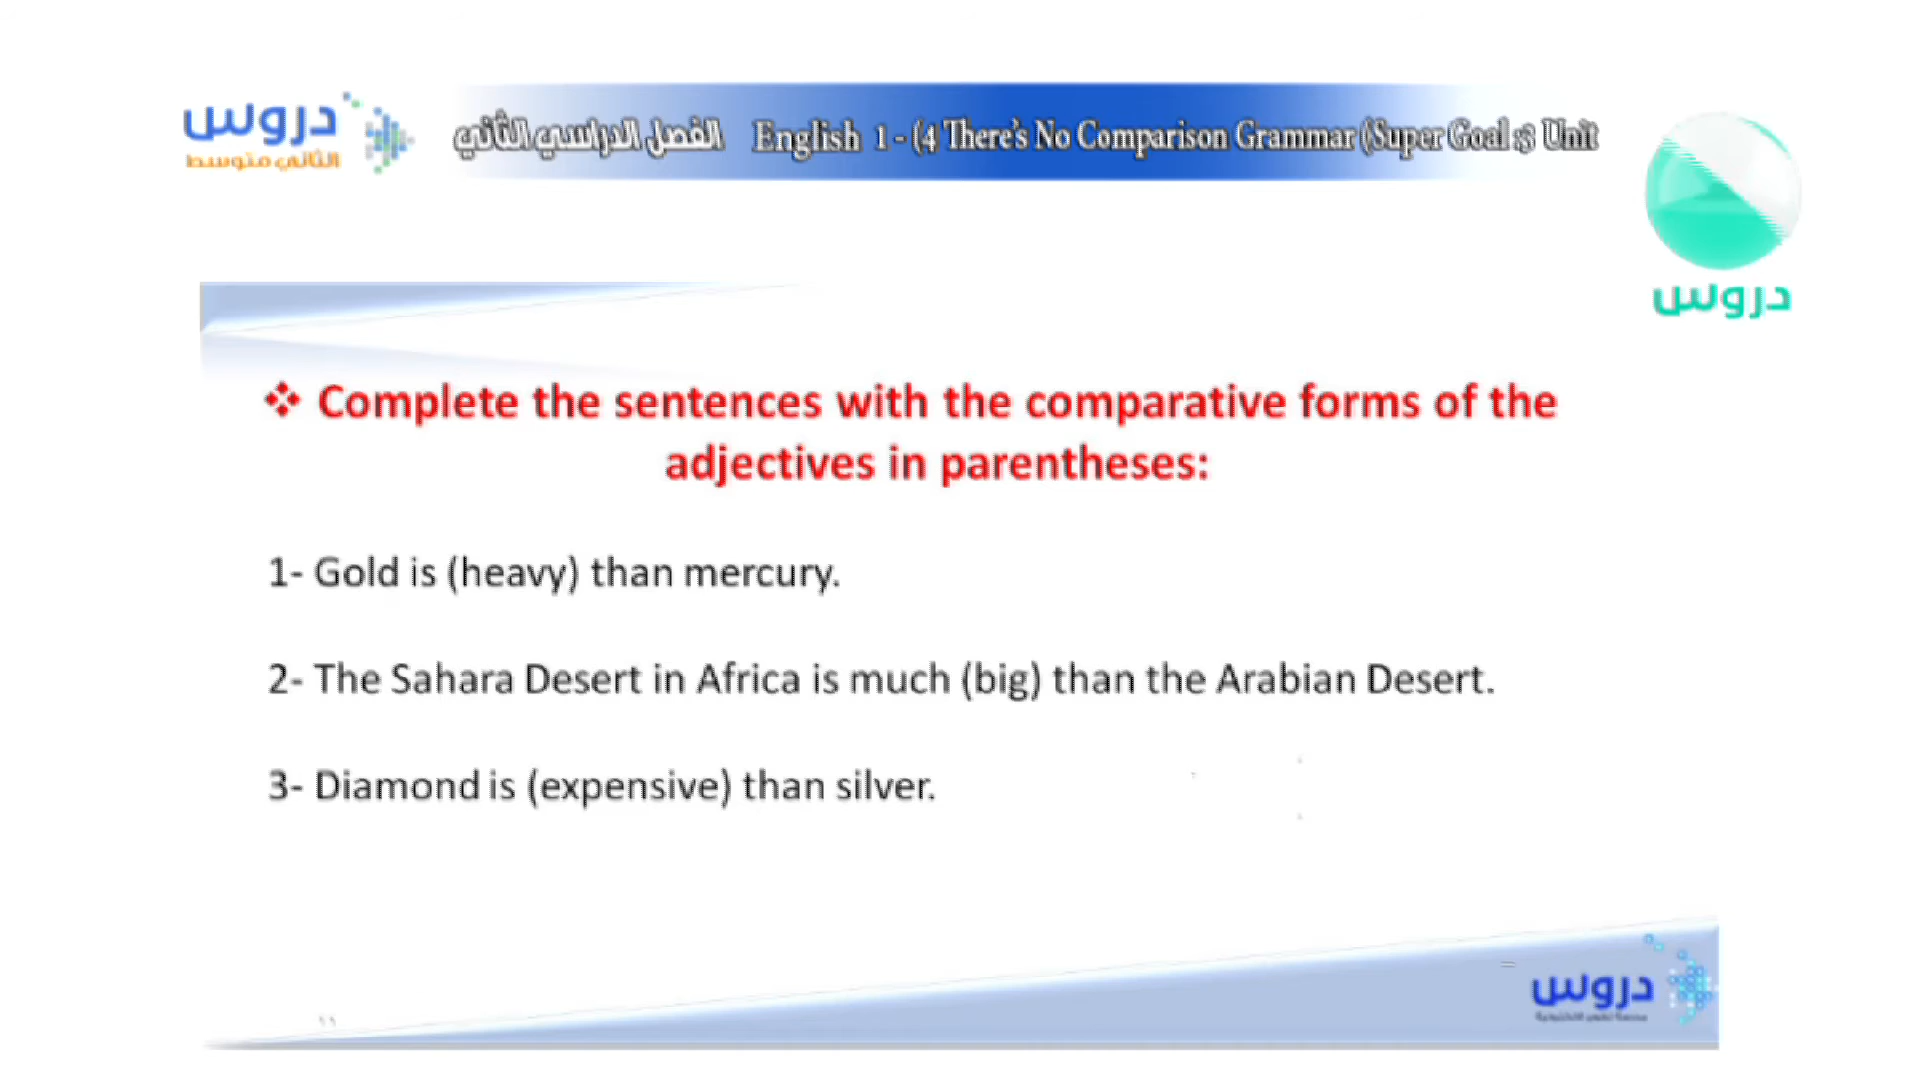 دروس
الثاني متوسط
الفصل الدراسي الثاني English 1 - (4 There's No Comparison Grammar (Super Goal :3 Unit
دروس
❖ Complete the sentences with the comparative forms of the
adjectives in parentheses:
1- Gold is (heavy) than mercury.
2- The Sahara Desert in Africa is much (big) than the Arabian Desert.
3- Diamond is (expensive) than silver.
دروس